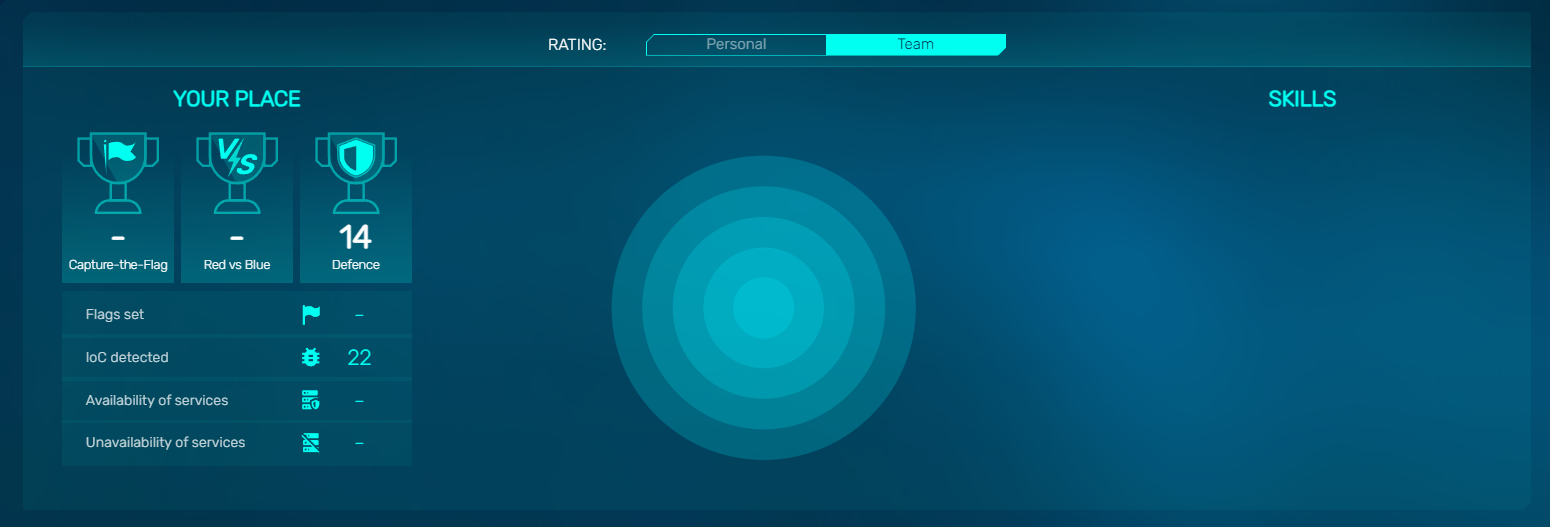 RATING:
Personal
Team
YOUR PLACE
SKILLS
VS
- - 14
Capture-the-Flag Red vs Blue Defence
Flags set -
IoC detected 22
Availability of services -
Unavailability of services -